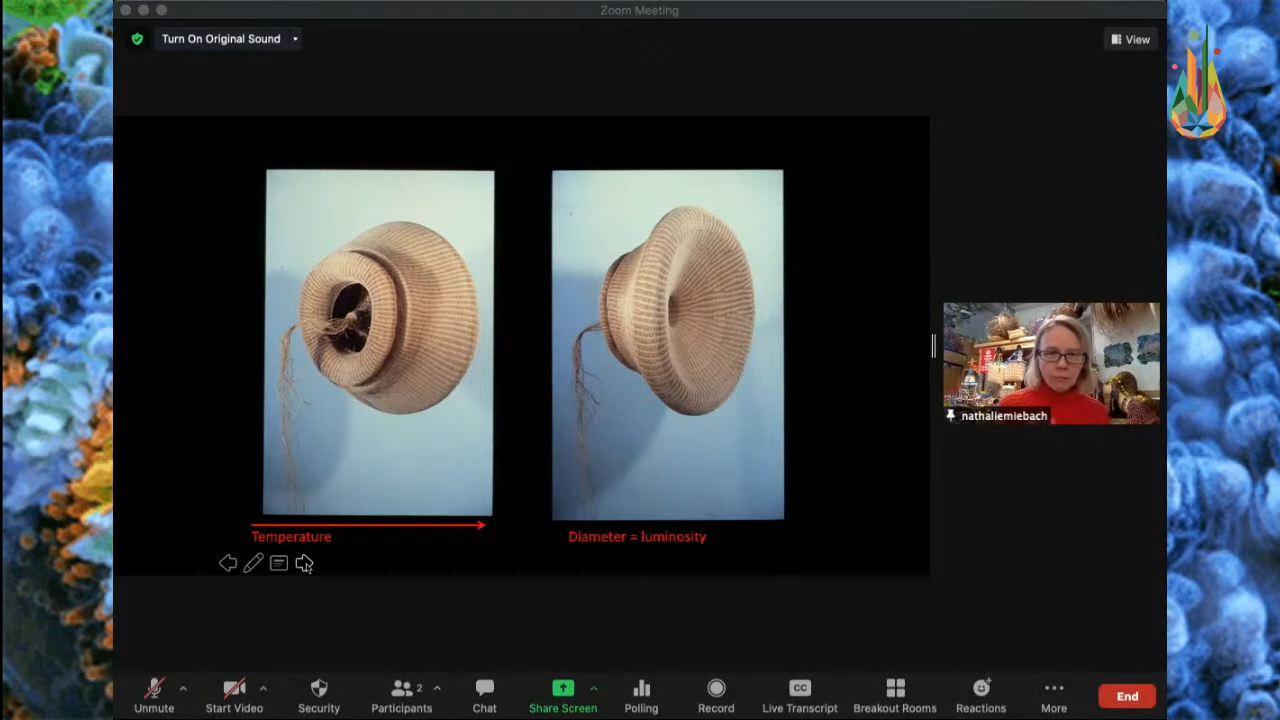 Zoom Meeting
Turn On Original Sound
View
nathaliemiebach
Temperature
Diameter = luminosity
Unmute
Start Video
Security
Participants 2
Chat
Share Screen
Polling
Record
CC
Live Transcript
Breakout Rooms
Reactions
More
End